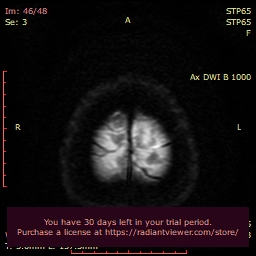 Im: 46/48
Se: 3
A
STP65
STP65
F
Ax DWI B 1000
R
L
You have 30 days left in your trial period.
Purchase a license at https://radiantviewer.com/store/